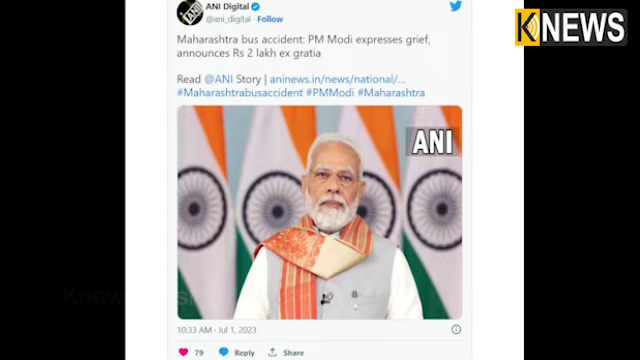 ANI Digital
@ani_digital · Follow
KNEWS
Maharashtra bus accident: PM Modi expresses grief,
announces Rs 2 lakh ex gratia
Read @ANI Story | aninews.in/news/national/...
#Maharashtrabusaccident #PMModi #Maharashtra
ANI
10:33 AM · Jul 1, 2023
79 Reply Share